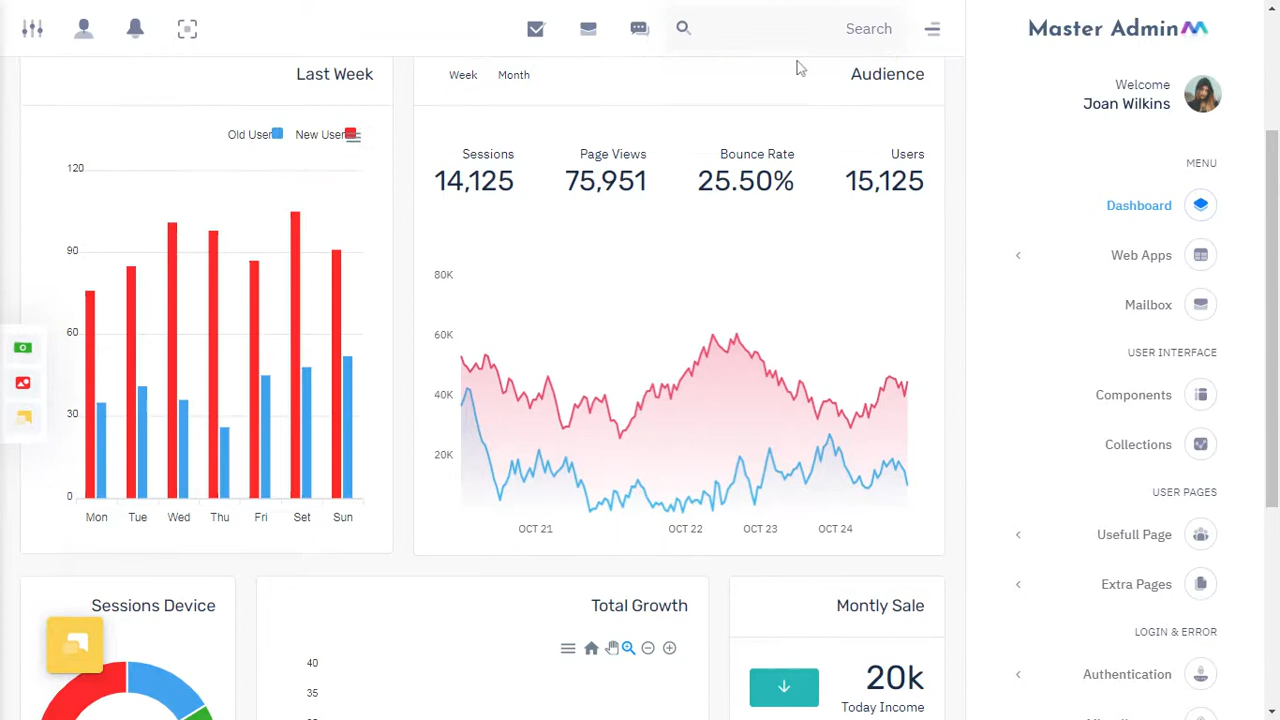 Search
Master Admin
Welcome
Joan Wilkins
MENU
Dashboard
Web Apps
Mailbox
USER INTERFACE
Components
Collections
USER PAGES
Usefull Page
Extra Pages
LOGIN & ERROR
Authentication
Last Week
Old User New User
120
90
60
30
0
Mon Tue Wed Thu Fri Set Sun
Week Month Audience
Sessions Page Views Bounce Rate Users
14,125 75,951 25.50% 15,125
80K
60K
40K
20K
OCT 21 OCT 22 OCT 23 OCT 24
Sessions Device
Total Growth
40
35
Montly Sale
20k
Today Income